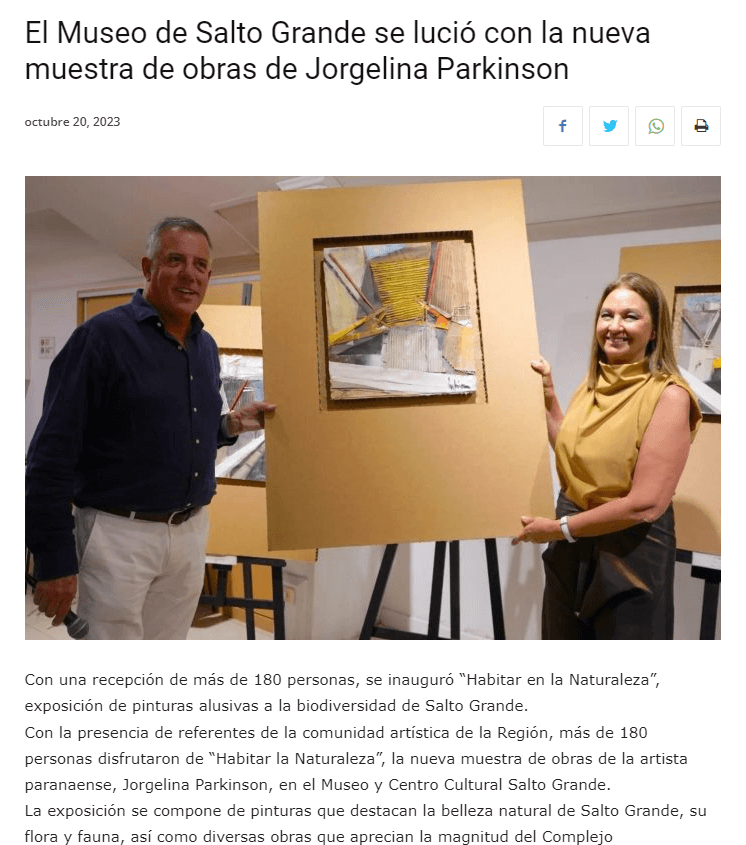 El Museo de Salto Grande se lució con la nueva
muestra de obras de Jorgelina Parkinson
octubre 20, 2023
Con una recepción de más de 180 personas, se inauguró “Habitar en la Naturaleza”,
exposición de pinturas alusivas a la biodiversidad de Salto Grande.
Con la presencia de referentes de la comunidad artística de la Región, más de 180
personas disfrutaron de “Habitar la Naturaleza”, la nueva muestra de obras de la artista
paranaense, Jorgelina Parkinson, en el Museo y Centro Cultural Salto Grande.
La exposición se compone de pinturas que destacan la belleza natural de Salto Grande, su
flora y fauna, así como diversas obras que aprecian la magnitud del Complejo